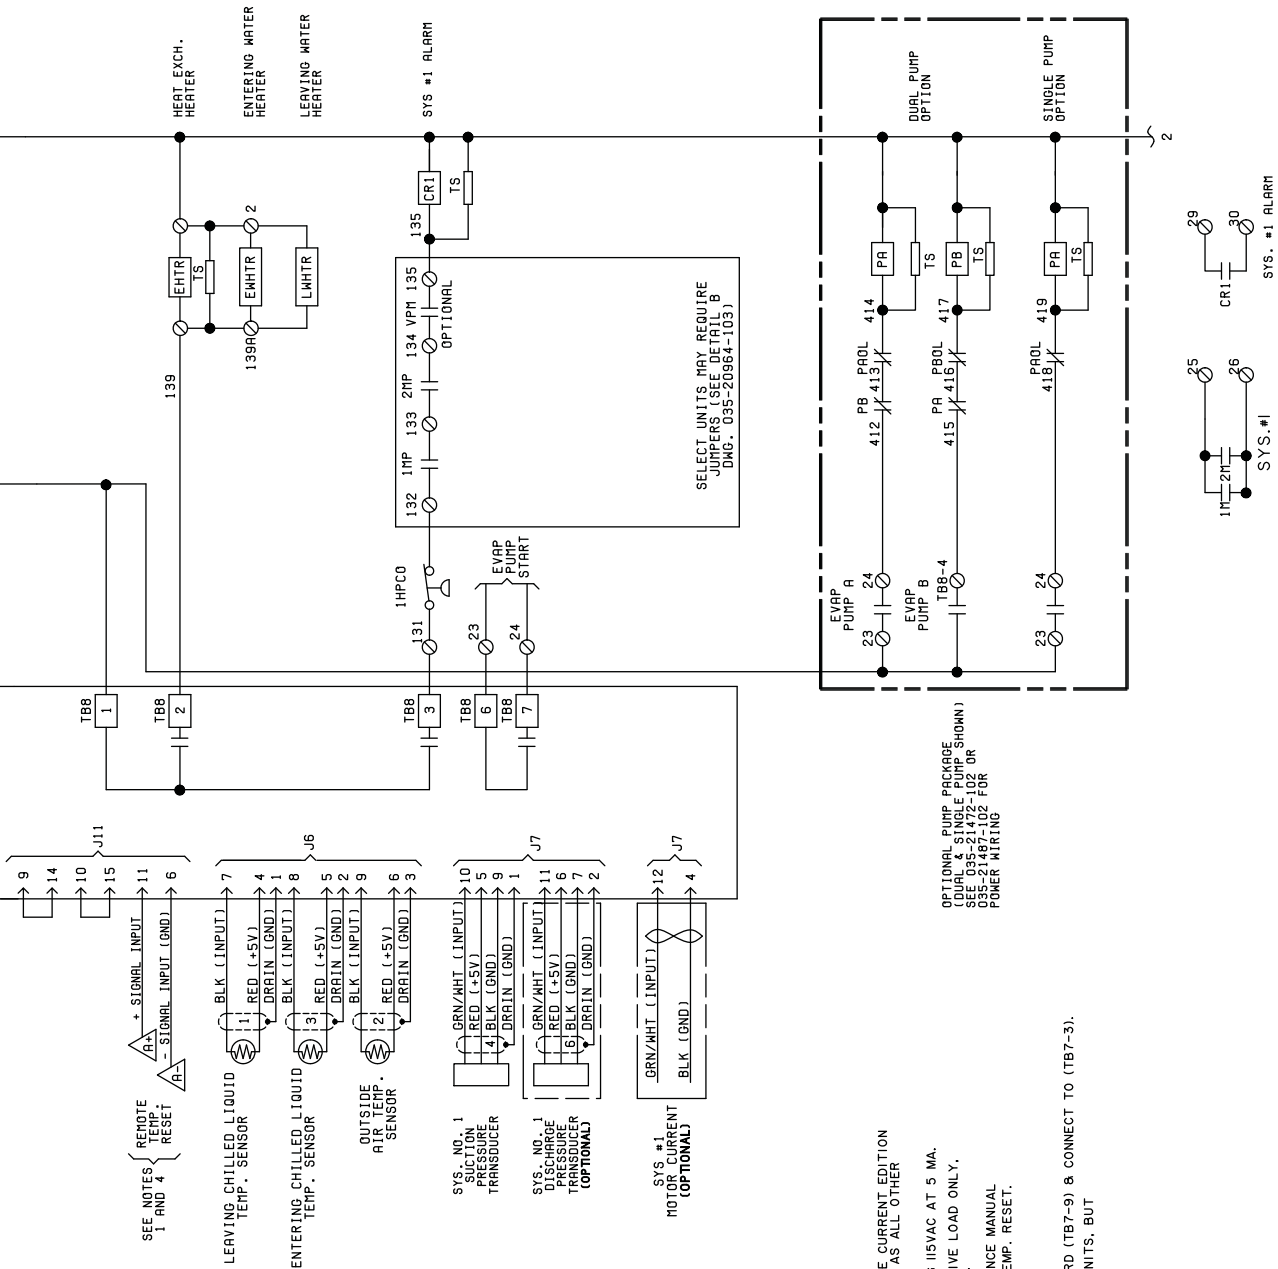 HEAT EXCH.
HEATER
ENTERING WATER
HEATER
LEAVING WATER
HEATER
SYS #1 ALARM
DUAL PUMP
OPTION
SINGLE PUMP
OPTION
2
EHTR
TS
2
EWHTR
LWHTR
139A
139
CR1
TS
135
135
VPM
OPTIONAL
134
2MP
133
1MP
132
SELECT UNITS MAY REQUIRE
JUMPERS (SEE DETAIL B
DWG. 035-20964-103)
1HPCO
131
EVAP
PUMP
START
23
24
PA
TS
414
PAOL
413
PB
412
PB
TS
417
PBOL
416
PA
415
PA
TS
419
PAOL
418
EVAP
PUMP A
24
23
EVAP
PUMP B
TB8-4
24
23
29
30
CR1
SYS. #1 ALARM
25
26
1M
2M
SYS.#1
TB8
1
TB8
2
TB8
3
TB8
6
TB8
7
OPTIONAL PUMP PACKAGE
(DUAL & SINGLE PUMP SHOWN)
SEE 035-21472-102 OR
035-21487-102 FOR
POWER WIRING
J11
9
14
10
15
11
6
J6
7
4
1
8
5
2
9
6
3
J7
10
5
9
1
11
6
7
2
J7
12
4
+ SIGNAL INPUT
- SIGNAL INPUT (GND)
A+
A-
REMOTE
TEMP.
RESET
SEE NOTES
1 AND 4
BLK (INPUT)
RED (+5V)
DRAIN (GND)
1
LEAVING CHILLED LIQUID
TEMP. SENSOR
BLK (INPUT)
RED (+5V)
DRAIN (GND)
3
ENTERING CHILLED LIQUID
TEMP. SENSOR
BLK (INPUT)
RED (+5V)
DRAIN (GND)
2
OUTSIDE
AIR TEMP.
SENSOR
GRN/WHT (INPUT)
RED (+5V)
BLK (GND)
DRAIN (GND)
4
SYS. NO. 1
SUCTION
PRESSURE
TRANSDUCER
GRN/WHT (INPUT)
RED (+5V)
BLK (GND)
DRAIN (GND)
6
SYS. NO. 1
DISCHARGE
PRESSURE
TRANSDUCER
(OPTIONAL)
GRN/WHT (INPUT)
BLK (GND)
SYS #1
MOTOR CURRENT
(OPTIONAL)
E CURRENT EDITION
AS ALL OTHER
S 115VAC AT 5 MA.
IVE LOAD ONLY.
NCE MANUAL
EMP. RESET.
RD (TB7-9) & CONNECT TO (TB7-3).
NITS, BUT